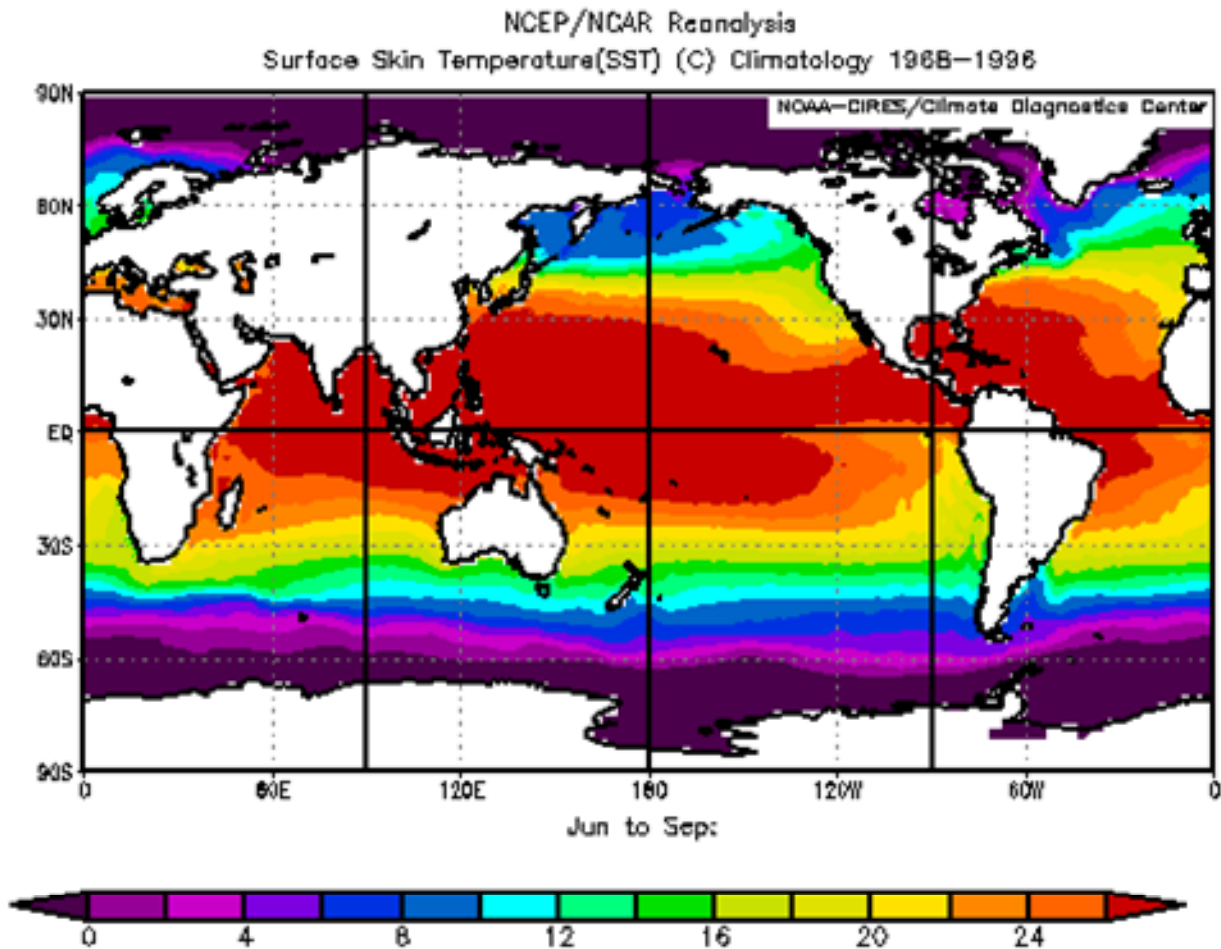 NCEP/NCAR Reanalysis
Surface Skin Temperature(SST) (C) Climatology 1968-1996
90N
NOAA-CIRES/Climate Diagnostics Center
60N
30N
EQ
30S
60S
90S
0 60E 120E 180 120W 60W 0
Jun to Sep:
0 4 8 12 14 16 20 22 24